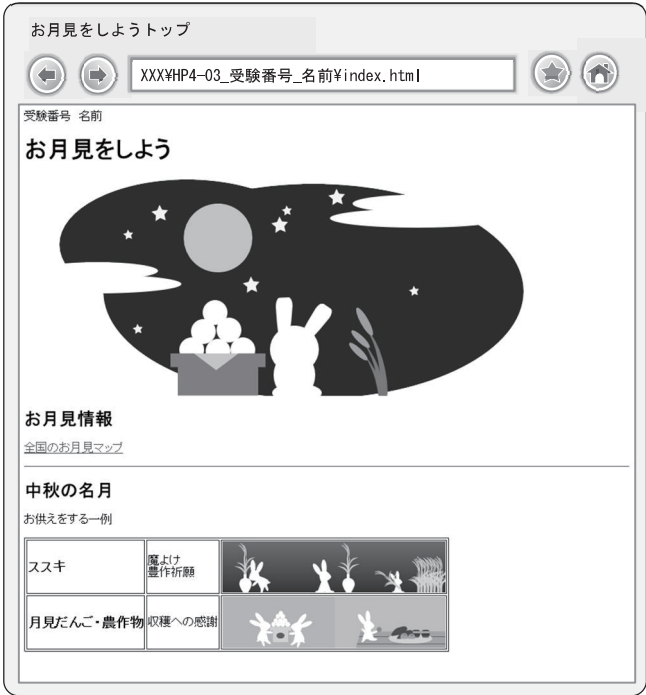 お月見をしようトップ
XXX¥HP4-03_受験番号_名前¥index.html
受験番号 名前
お月見をしよう
お月見情報
全国のお月見マップ
中秋の名月
お供えをする一例
ススキ
魔よけ
豊作祈願
月見だんご・農作物
収穫への感謝